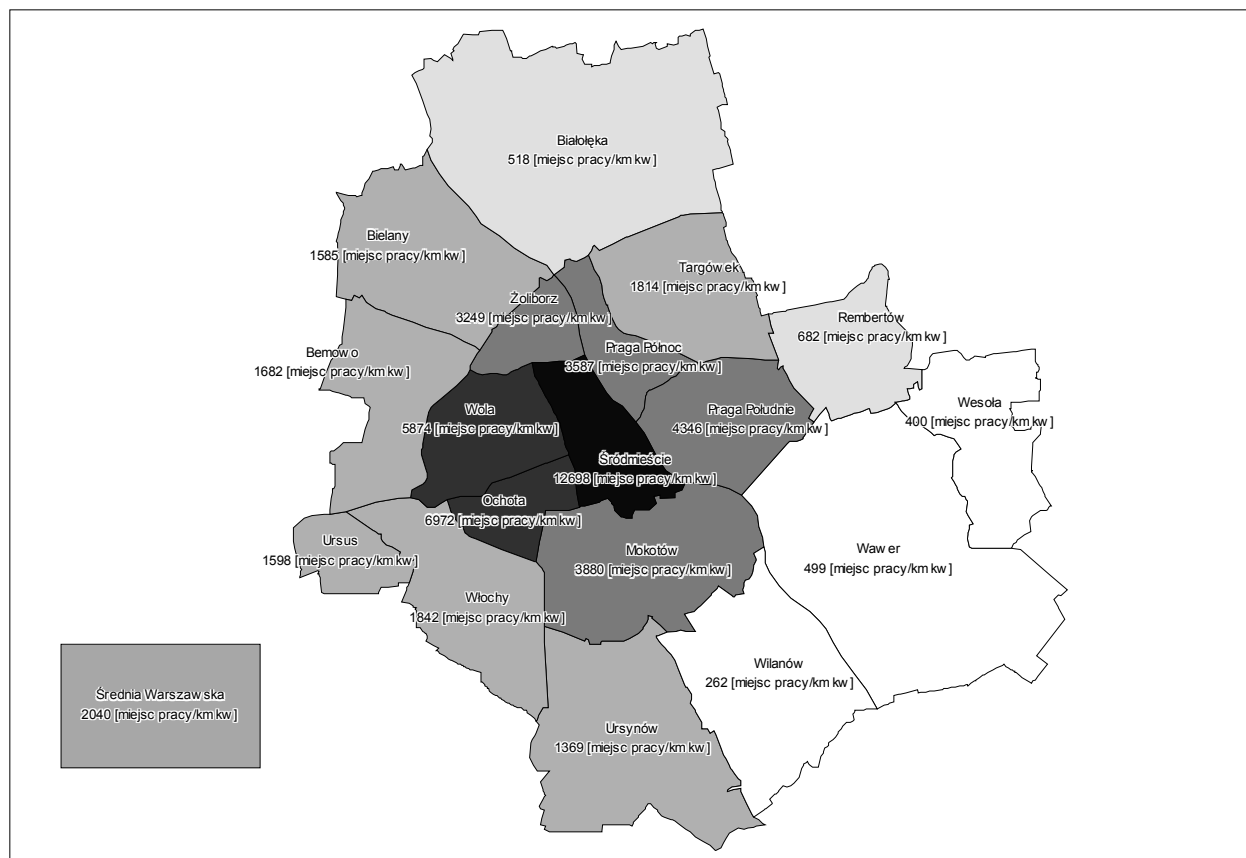 Białołęka
518 [miejsc pracy/km kw]
Bielany
1585 [miejsc pracy/km kw]
Targówek
1814 [miejsc pracy/km kw]
Żoliborz
3249 [miejsc pracy/km kw]
Rembertów
682 [miejsc pracy/km kw]
Bemowo
1682 [miejsc pracy/km kw]
Praga Północ
3587 [miejsc pracy/km kw]
Wesoła
400 [miejsc pracy/km kw]
Wola
5874 [miejsc pracy/km kw]
Praga Południe
4346 [miejsc pracy/km kw]
Śródmieście
12698 [miejsc pracy/km kw]
Ochota
6972 [miejsc pracy/km kw]
Ursus
1598 [miejsc pracy/km kw]
Mokotów
3880 [miejsc pracy/km kw]
Wawer
499 [miejsc pracy/km kw]
Włochy
1842 [miejsc pracy/km kw]
Wilanów
262 [miejsc pracy/km kw]
Średnia Warszawska
2040 [miejsc pracy/km kw]
Ursynów
1369 [miejsc pracy/km kw]